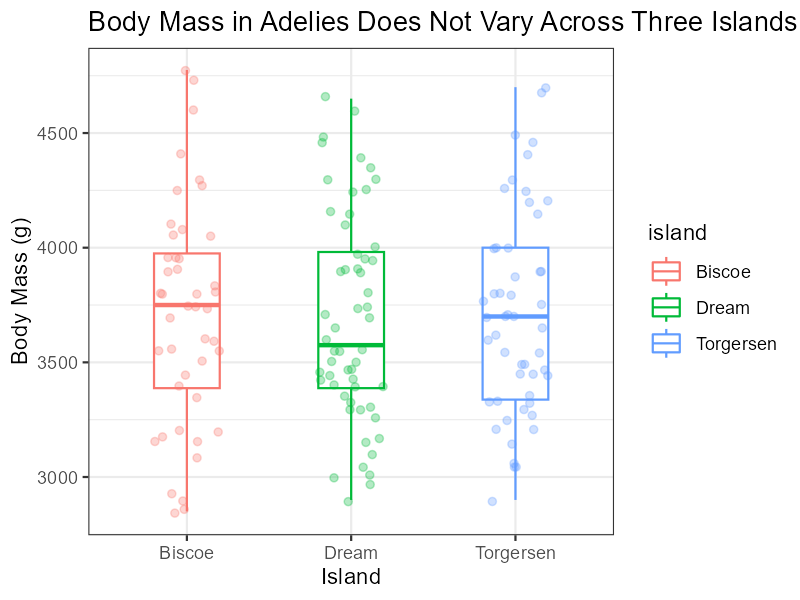 Body Mass in Adelies Does Not Vary Across Three Islands
Body Mass (g)
4500
4000
3500
3000
Biscoe
Dream
Torgersen
Island
island
Biscoe
Dream
Torgersen